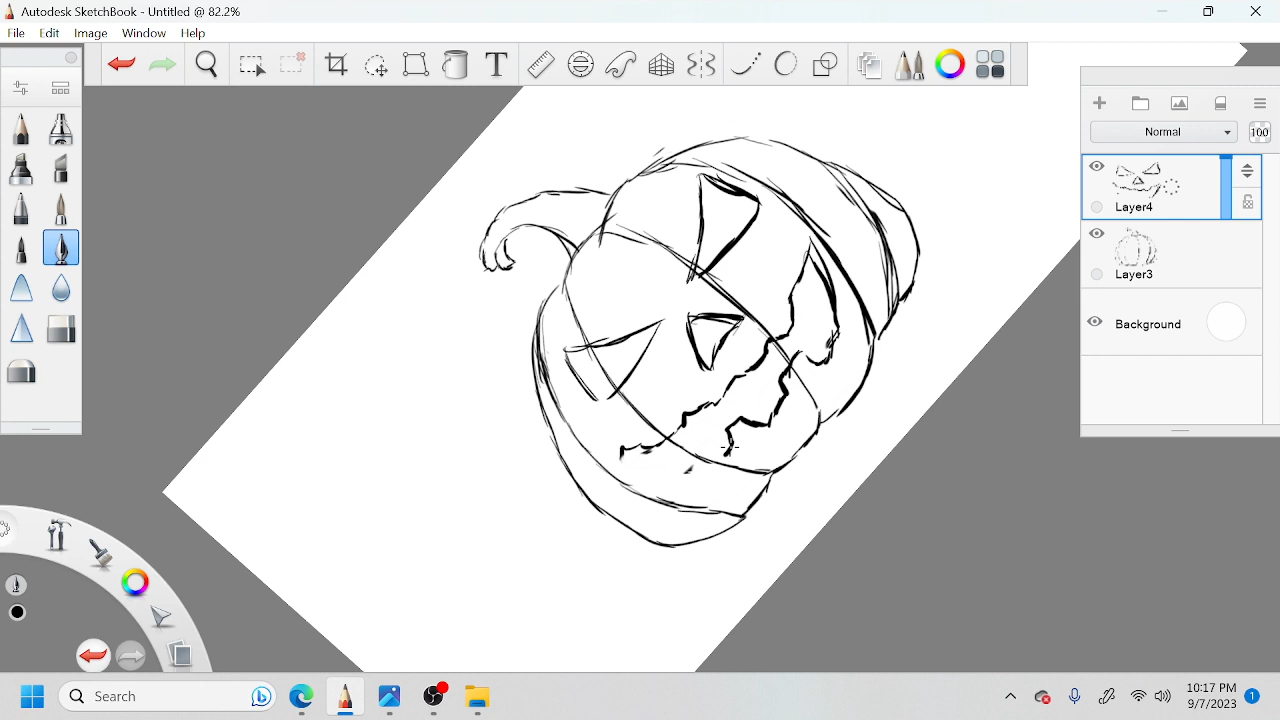 Autodesk SketchBook - Untitled @ 82.2%
File Edit Image Window Help
T
Normal
100
Layer4
Layer3
Background
Search
10:17 PM
9/7/2023
1